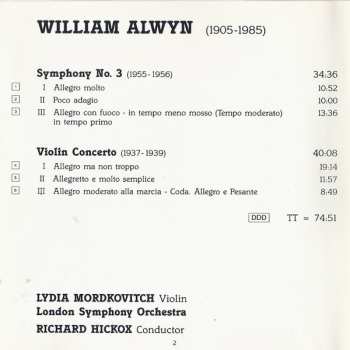 WILLIAM ALWYN (1905-1985)
Symphony No. 3 (1955-1956) 34:36
1 I Allegro molto 10:52
2 II Poco adagio 10:00
3 III Allegro con fuoco - in tempo meno mosso (Tempo moderato) 13:36
in tempo primo
Violin Concerto (1937-1939) 40:08
4 I Allegro ma non troppo 19:14
5 II Allegretto e molto semplice 11:57
6 III Allegro moderato alla marcia - Coda. Allegro e Pesante 8:49
DDD TT = 74:51
LYDIA MORDKOVITCH Violin
London Symphony Orchestra
RICHARD HICKOX Conductor
2